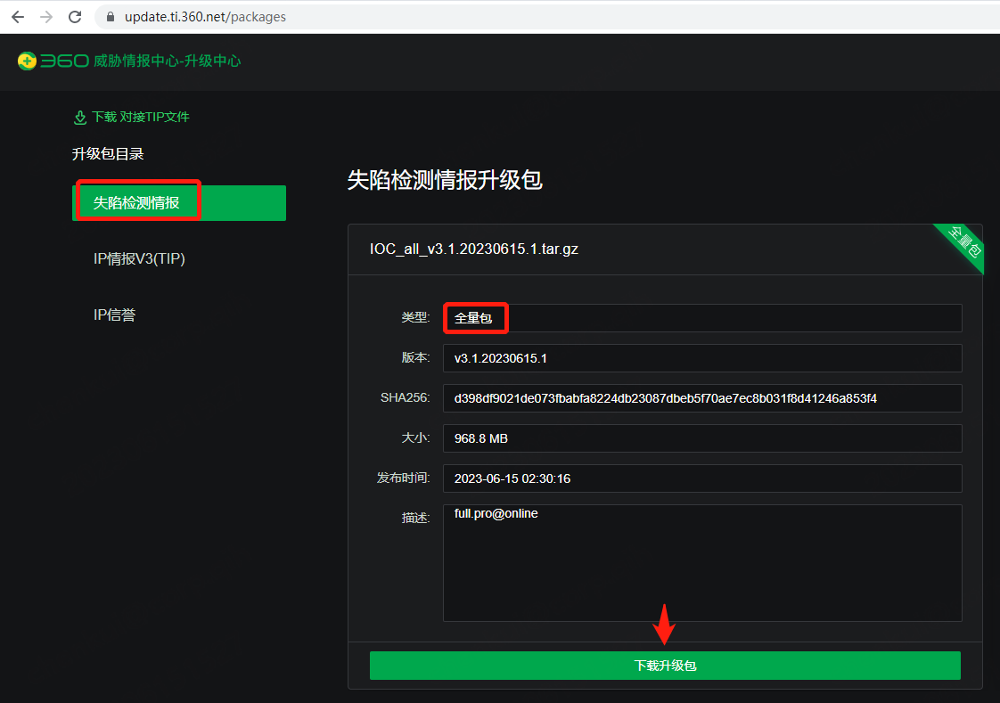 update.ti.360.net/packages
360 威胁情报中心-升级中心
下载 对接TIP文件
升级包目录
失陷检测情报
IP情报V3(TIP)
IP信誉
失陷检测情报升级包
IOC_all_v3.1.20230615.1.tar.gz
全量包
类型: 全量包
版本: v3.1.20230615.1
SHA256: d398df9021de073fbabfa8224db23087dbeb5f70ae7ec8b031f8d41246a853f4
大小: 968.8 MB
发布时间: 2023-06-15 02:30:16
描述: full.pro@online
下载升级包